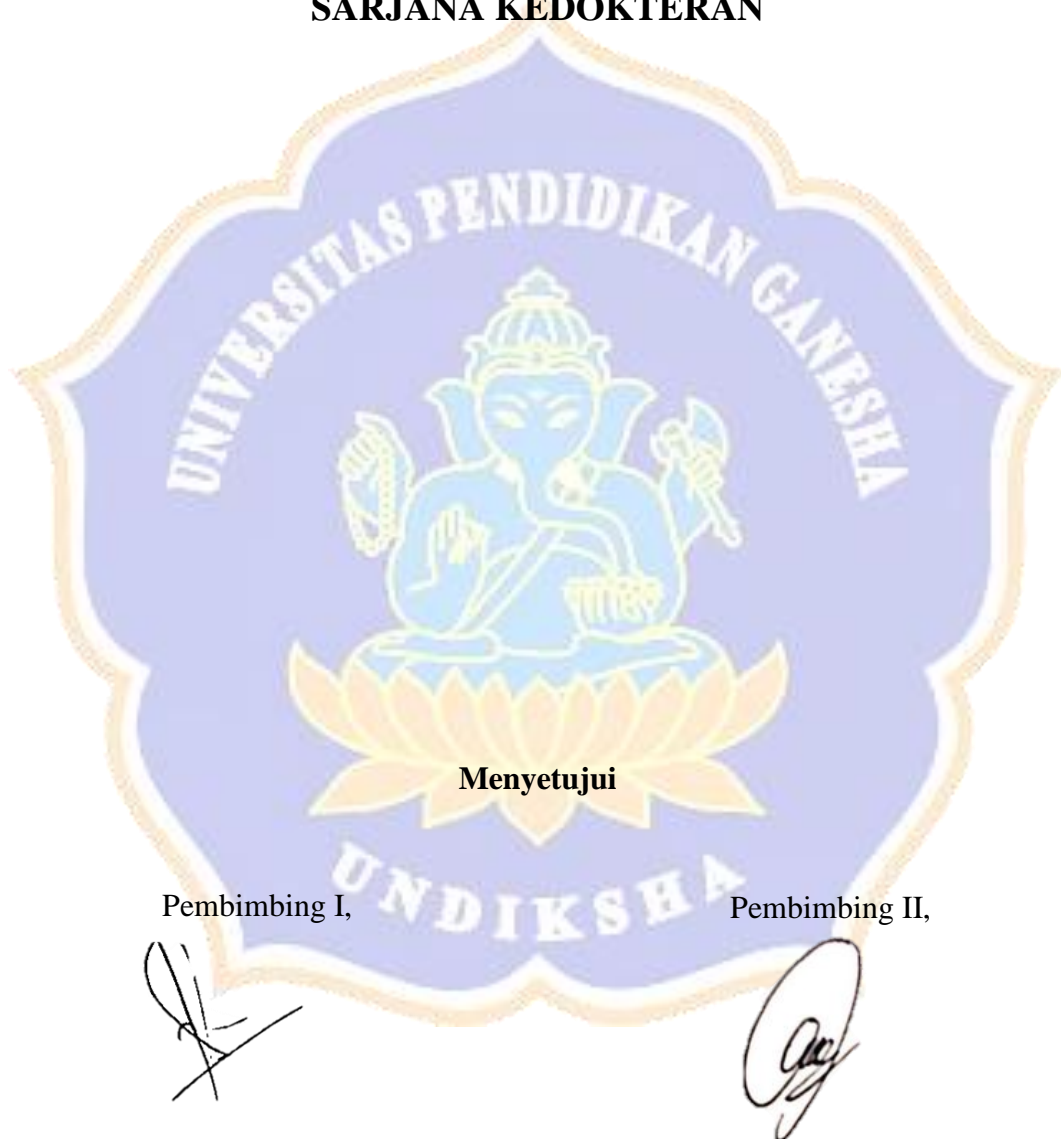 SARJANA KEDOKTERAN
UNIVERSITAS PENDIDIKAN GANESHA
Menyetujui
UNDIKSHA
Pembimbing I,
Pembimbing II,